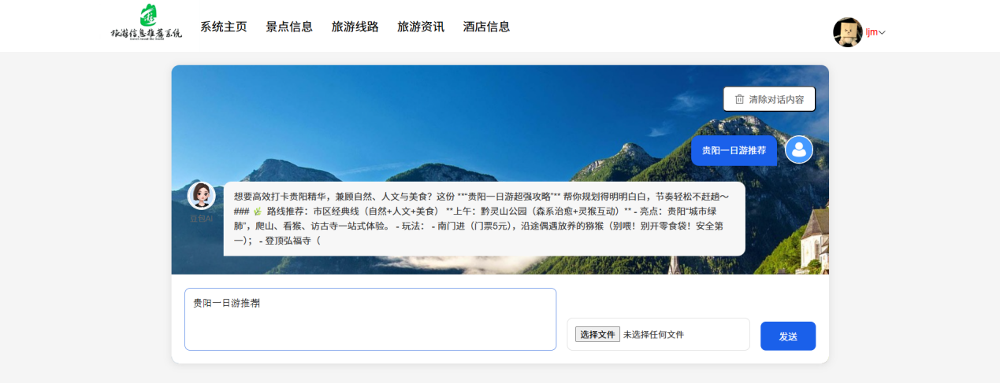 旅游信息推荐系统
travel round the world
系统主页 景点信息 旅游线路 旅游资讯 酒店信息
ljm
清除对话内容
贵阳一日游推荐
豆包AI
想要高效打卡贵阳精华，兼顾自然、人文与美食？这份 **“贵阳一日游超强攻略”** 帮你规划得明明白白，节奏轻松不赶趟～
### 🌿 路线推荐：市区经典线（自然+人文+美食） **上午：黔灵山公园（森系治愈+灵猴互动）** - 亮点：贵阳“城市绿
肺”，爬山、看猴、访古寺一站式体验。 - 玩法： - 南门进（门票5元），沿途偶遇放养的猕猴（别喂！别开零食袋！安全第
一）； - 登顶弘福寺（
贵阳一日游推荐
选择文件 未选择任何文件
发送